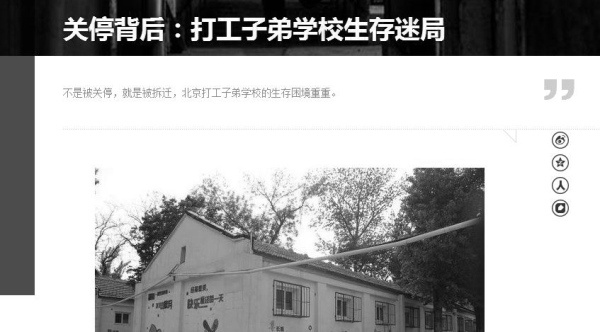 关停背后：打工子弟学校生存迷局
不是被关停，就是被拆迁，北京打工子弟学校的生存困境重重。